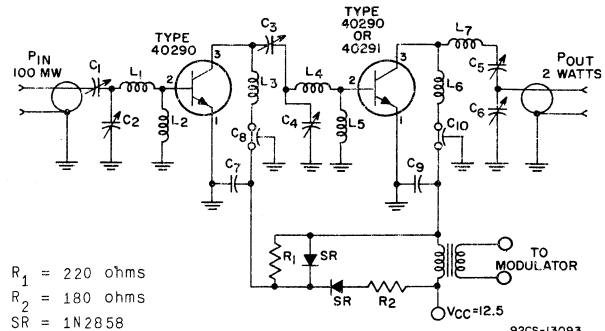 TYPE
40290
TYPE
40290
OR
40291
PIN
100 MW
POUT
2 WATTS
C1
C2
L1
L2
2
3
1
C3
L3
C8
C7
L4
C4
L5
2
3
1
L6
L7
C5
C6
C10
C9
R1
SR
SR
R2
TO
MODULATOR
VCC=12.5
R1 = 220 ohms
R2 = 180 ohms
SR = 1N2858
92CS-13093